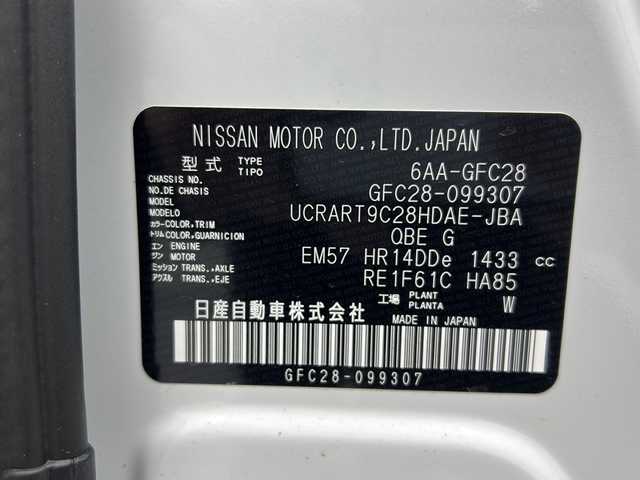 NISSAN MOTOR CO.,LTD.JAPAN
型式 TYPE TIPO 6AA-GFC28
CHASSIS NO. NO.DE CHASIS GFC28-099307
MODEL MODELO UCRART9C28HDAE-JBA
カラー COLOR,TRIM トリム COLOR,GUARNICION QBE G
エン ENGINE ジン MOTOR EM57 HR14DDe 1433 cc
ミッション TRANS.,AXLE アクスル TRANS.,EJE RE1F61C HA85
工場 PLANT PLANTA W
日産自動車株式会社 MADE IN JAPAN
GFC28-099307